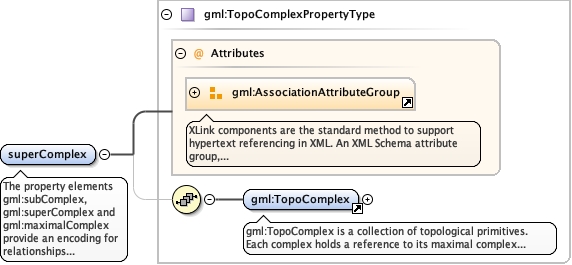 gml:TopoComplexPropertyType
@ Attributes
gml:AssociationAttributeGroup
XLink components are the standard method to support
hypertext referencing in XML. An XML Schema attribute
group,...
superComplex
The property elements
gml:subComplex,
gml:superComplex and
gml:maximalComplex
provide an encoding for
relationships...
gml:TopoComplex
gml:TopoComplex is a collection of topological primitives.
Each complex holds a reference to its maximal complex...